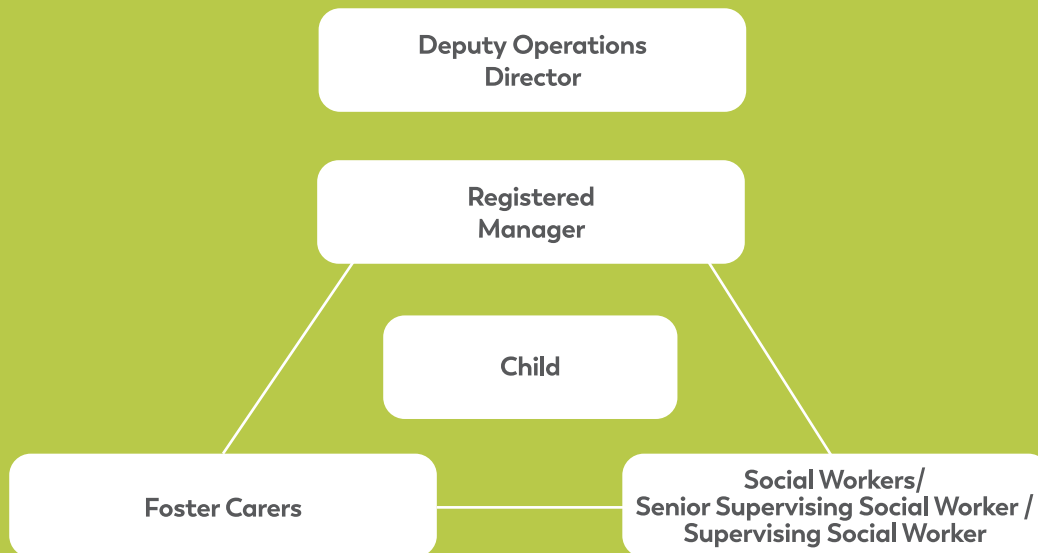 Deputy Operations
Director
Registered
Manager
Child
Foster Carers
Social Workers/
Senior Supervising Social Worker /
Supervising Social Worker